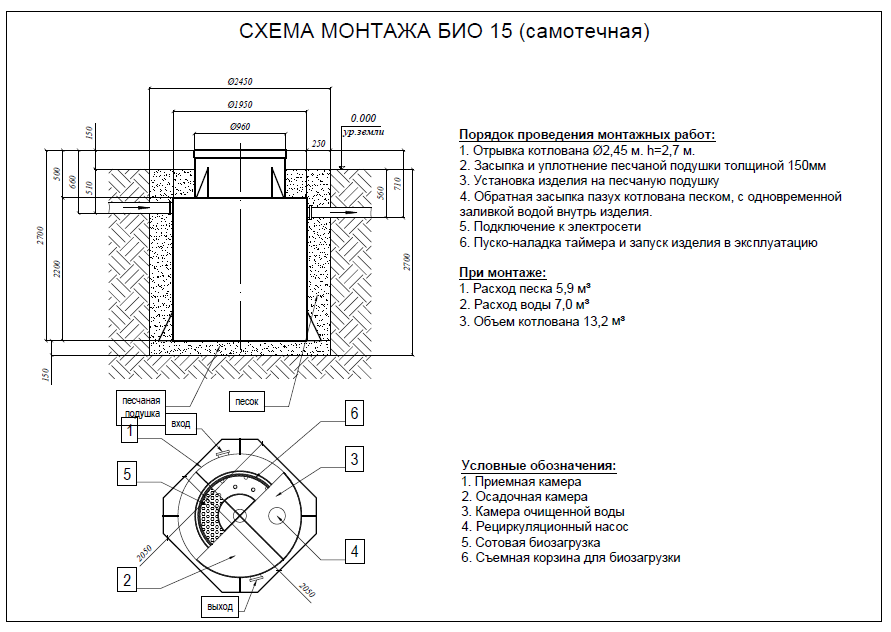 СХЕМА МОНТАЖА БИО 15 (самотечная)
Ø2450
Ø1950
Ø960
250
0.000
ур.земли
150
500
660
510
560
710
2700
2200
2700
150
песчаная
подушка
песок
вход
выход
1
2
3
4
5
6
2050
2050
Порядок проведения монтажных работ:
1. Отрывка котлована Ø2,45 м. h=2,7 м.
2. Засыпка и уплотнение песчаной подушки толщиной 150мм
3. Установка изделия на песчаную подушку
4. Обратная засыпка пазух котлована песком, с одновременной
заливкой водой внутрь изделия.
5. Подключение к электросети
6. Пуско-наладка таймера и запуск изделия в эксплуатацию
При монтаже:
1. Расход песка 5,9 м³
2. Расход воды 7,0 м³
3. Объем котлована 13,2 м³
Условные обозначения:
1. Приемная камера
2. Осадочная камера
3. Камера очищенной воды
4. Рециркуляционный насос
5. Сотовая биозагрузка
6. Съемная корзина для биозагрузки